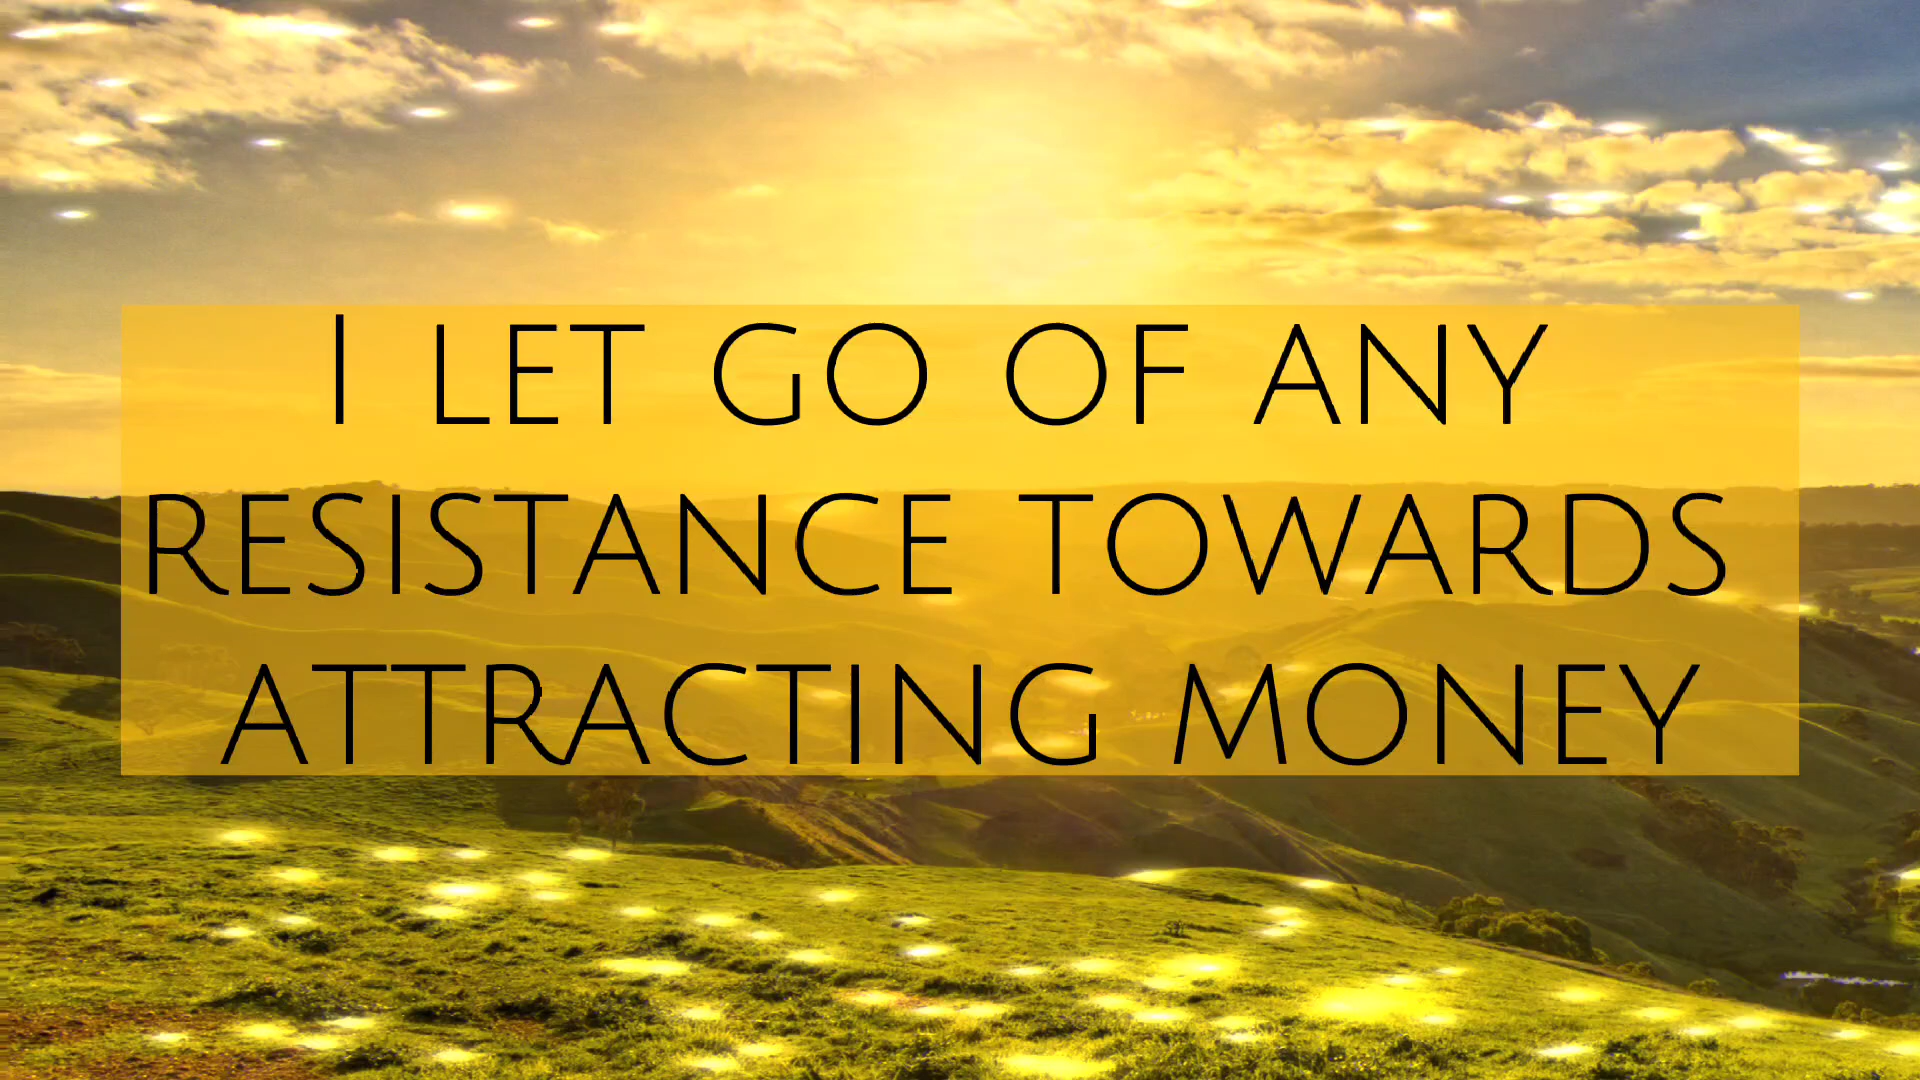 I LET GO OF ANY
RESISTANCE TOWARDS
ATTRACTING MONEY